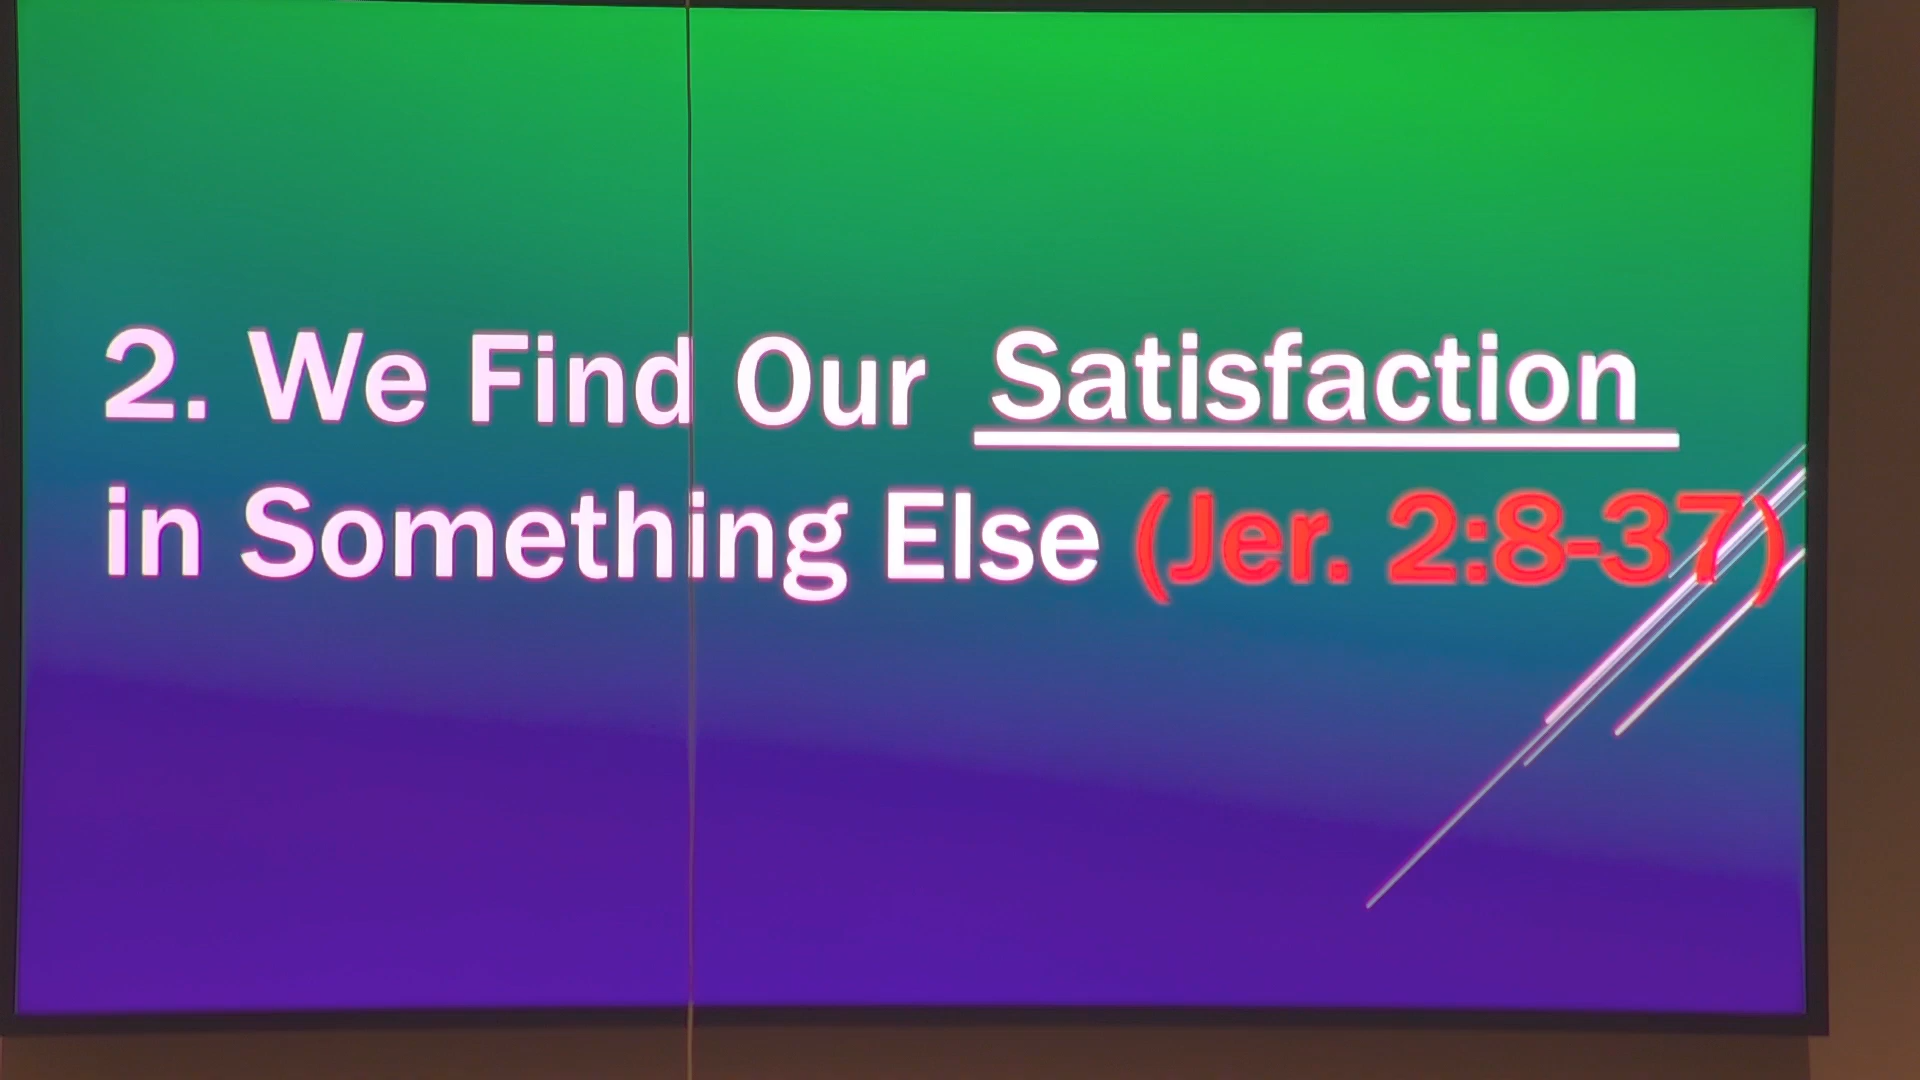 2. We Find Our Satisfaction
in Something Else (Jer. 2:8-37)